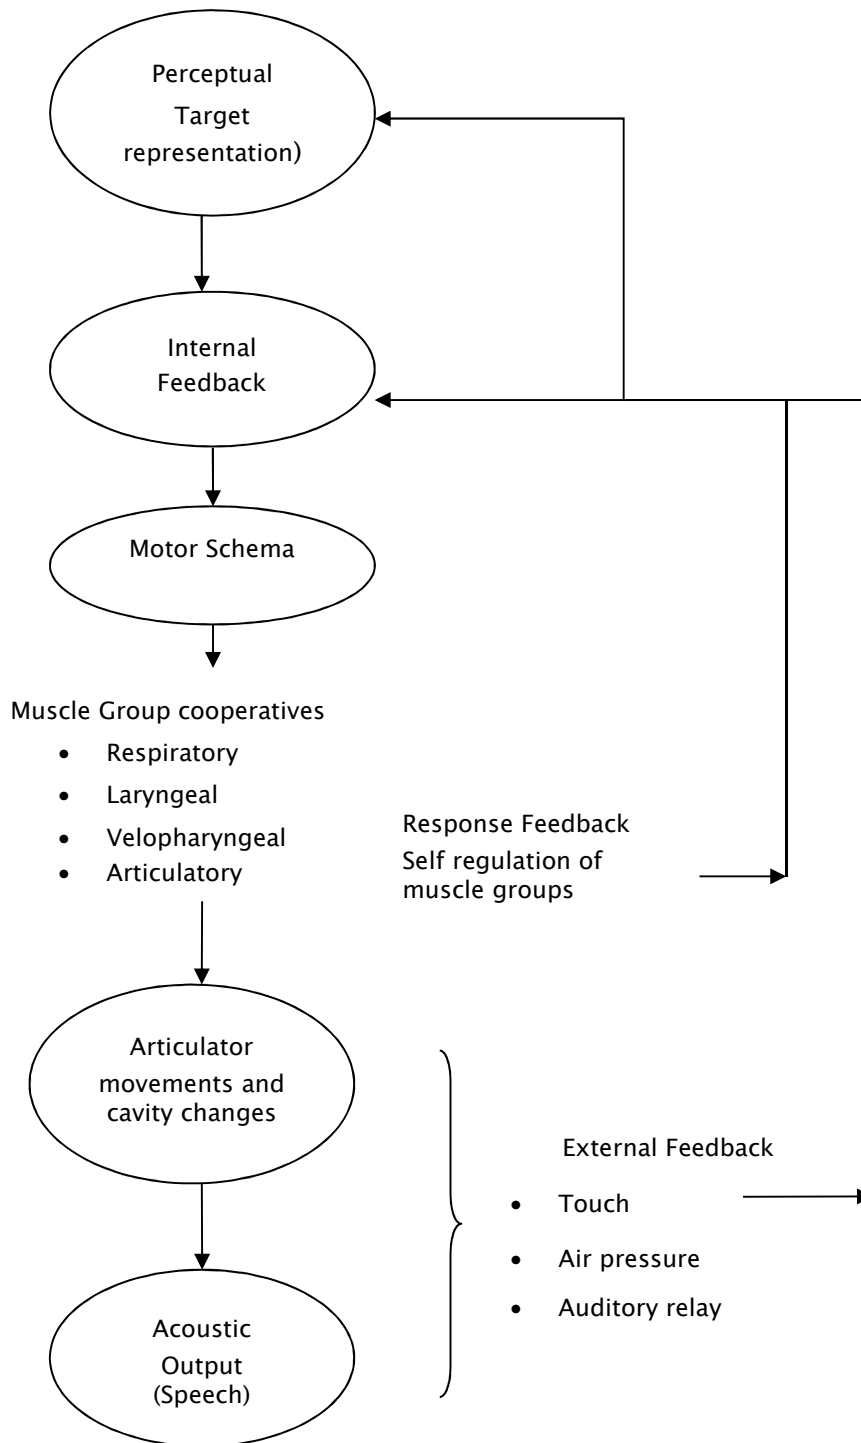 Perceptual
Target
representation)
Internal
Feedback
Motor Schema
Muscle Group cooperatives
• Respiratory
• Laryngeal
• Velopharyngeal
• Articulatory
Response Feedback
Self regulation of
muscle groups
Articulator
movements and
cavity changes
External Feedback
• Touch
• Air pressure
• Auditory relay
Acoustic
Output
(Speech)